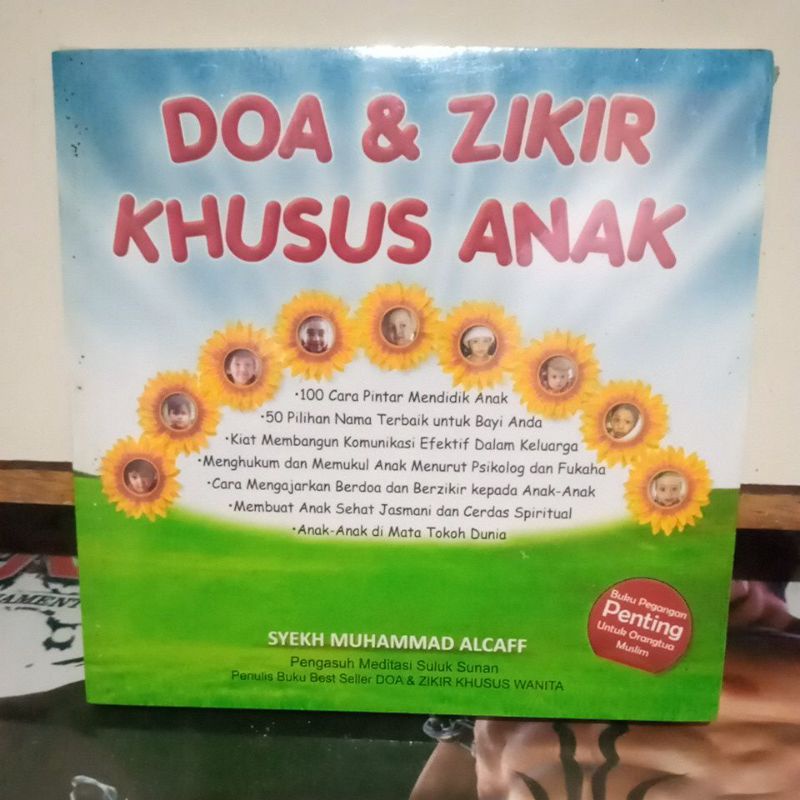 DOA & ZIKIR
KHUSUS ANAK
•100 Cara Pintar Mendidik Anak
•50 Pilihan Nama Terbaik untuk Bayi Anda
•Kiat Membangun Komunikasi Efektif Dalam Keluarga
•Menghukum dan Memukul Anak Menurut Psikolog dan Fukaha
•Cara Mengajarkan Berdoa dan Berzikir kepada Anak-Anak
•Membuat Anak Sehat Jasmani dan Cerdas Spiritual
•Anak-Anak di Mata Tokoh Dunia
Buku Pegangan
Penting
Untuk Orangtua
Muslim
SYEKH MUHAMMAD ALCAFF
Pengasuh Meditasi Suluk Sunan
Penulis Buku Best Seller DOA & ZIKIR KHUSUS WANITA